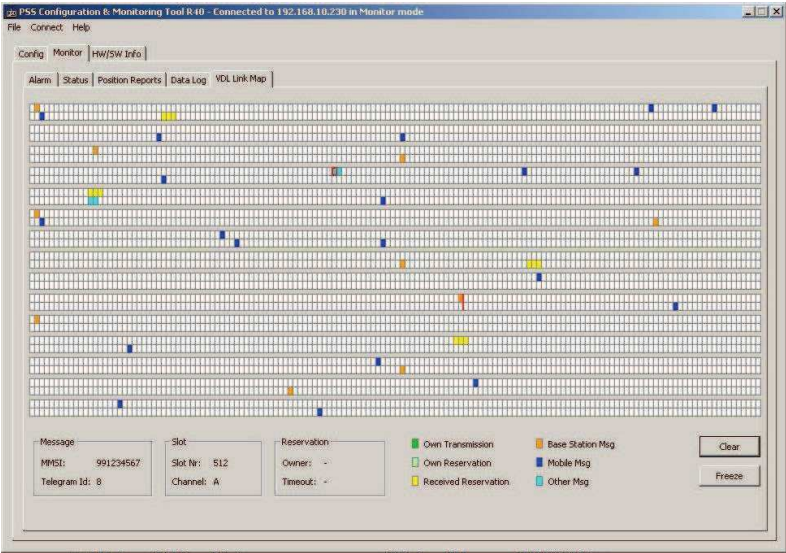 PSS Configuration & Monitoring Tool R40 - Connected to 192.168.10.230 in Monitor mode
File Connect Help
Config Monitor HW/SW Info
Alarm Status Position Reports Data Log VDL Link Map
Message
MMSI: 991234567
Telegram Id: 8
Slot
Slot Nr: 512
Channel: A
Reservation
Owner: -
Timeout: -
Own Transmission
Own Reservation
Received Reservation
Base Station Msg
Mobile Msg
Other Msg
Clear
Freeze